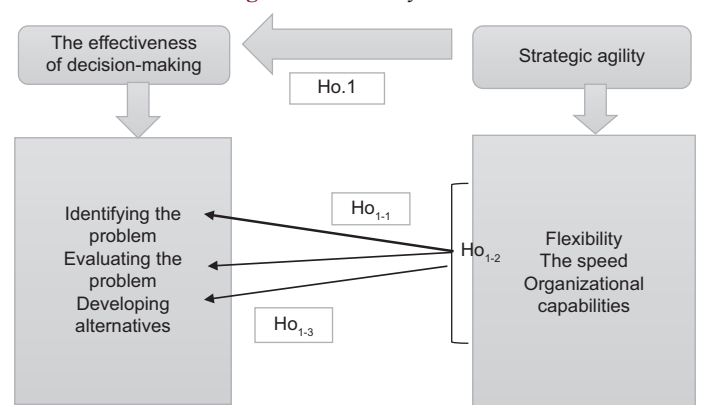 The effectiveness
of decision-making
Strategic agility
Ho.1
Identifying the
problem
Evaluating the
problem
Developing
alternatives
Ho1-1
Ho1-2
Ho1-3
Flexibility
The speed
Organizational
capabilities